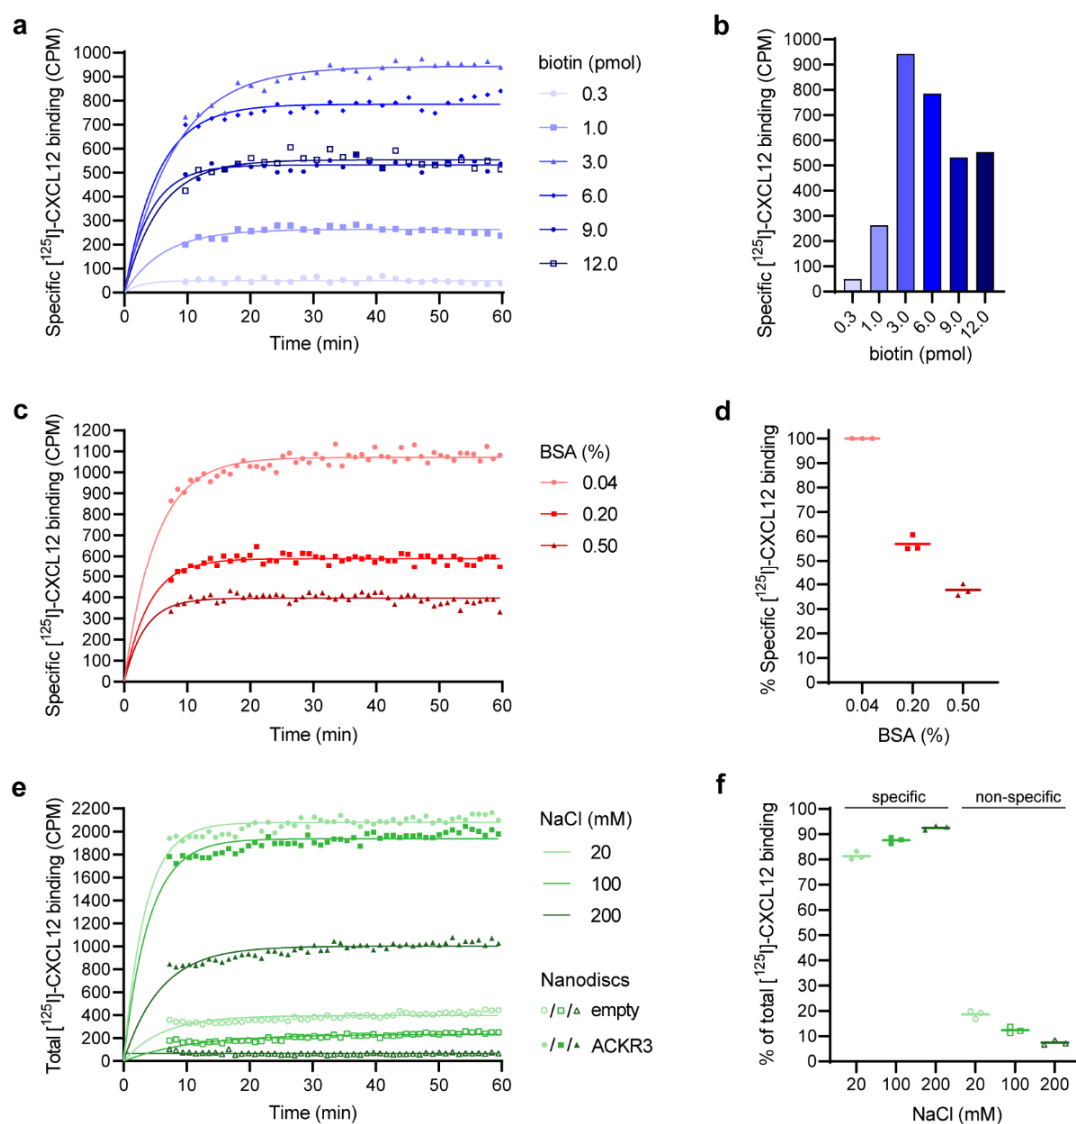 a
Specific [¹²⁵I]-CXCL12 binding (CPM)
1000
900
800
700
600
500
400
300
200
100
0
0 10 20 30 40 50 60
Time (min)
biotin (pmol)
0.3
1.0
3.0
6.0
9.0
12.0
b
Specific [¹²⁵I]-CXCL12 binding (CPM)
1000
900
800
700
600
500
400
300
200
100
0
0.3 1.0 3.0 6.0 9.0 12.0
biotin (pmol)
c
Specific [¹²⁵I]-CXCL12 binding (CPM)
1200
1100
1000
900
800
700
600
500
400
300
200
100
0
0 10 20 30 40 50 60
Time (min)
BSA (%)
0.04
0.20
0.50
d
% Specific [¹²⁵I]-CXCL12 binding
100
90
80
70
60
50
40
30
20
10
0
0.04 0.20 0.50
BSA (%)
e
Total [¹²⁵I]-CXCL12 binding (CPM)
2200
2000
1800
1600
1400
1200
1000
800
600
400
200
0
0 10 20 30 40 50 60
Time (min)
NaCl (mM)
20
100
200
Nanodiscs
/ / empty
/ / ACKR3
f
% of total [¹²⁵I]-CXCL12 binding
specific non-specific
100
90
80
70
60
50
40
30
20
10
0
20 100 200 20 100 200
NaCl (mM)